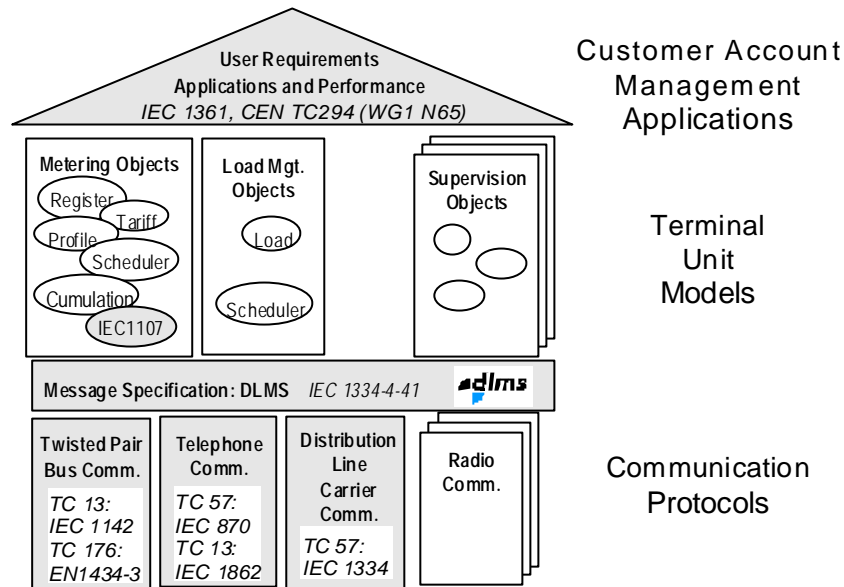 User Requirements
Applications and Performance
IEC 1361, CEN TC294 (WG1 N65)
Customer Account
Management
Applications
Metering Objects
Register
Tariff
Profile
Scheduler
Cumulation
IEC1107
Load Mgt.
Objects
Load
Scheduler
Supervision
Objects
Terminal
Unit
Models
Message Specification: DLMS IEC 1334-4-41
dlms
Twisted Pair
Bus Comm.
TC 13:
IEC 1142
TC 176:
EN1434-3
Telephone
Comm.
TC 57:
IEC 870
TC 13:
IEC 1862
Distribution
Line
Carrier
Comm.
TC 57:
IEC 1334
Radio
Comm.
Communication
Protocols